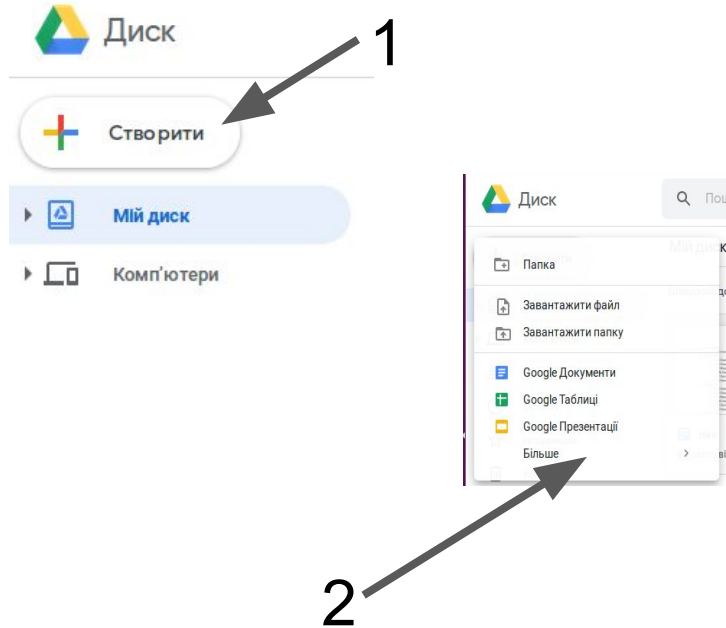 Диск
1
Створити
Мій диск
Комп'ютери
Диск
Папка
Завантажити файл
Завантажити папку
Google Документи
Google Таблиці
Google Презентації
Більше
2